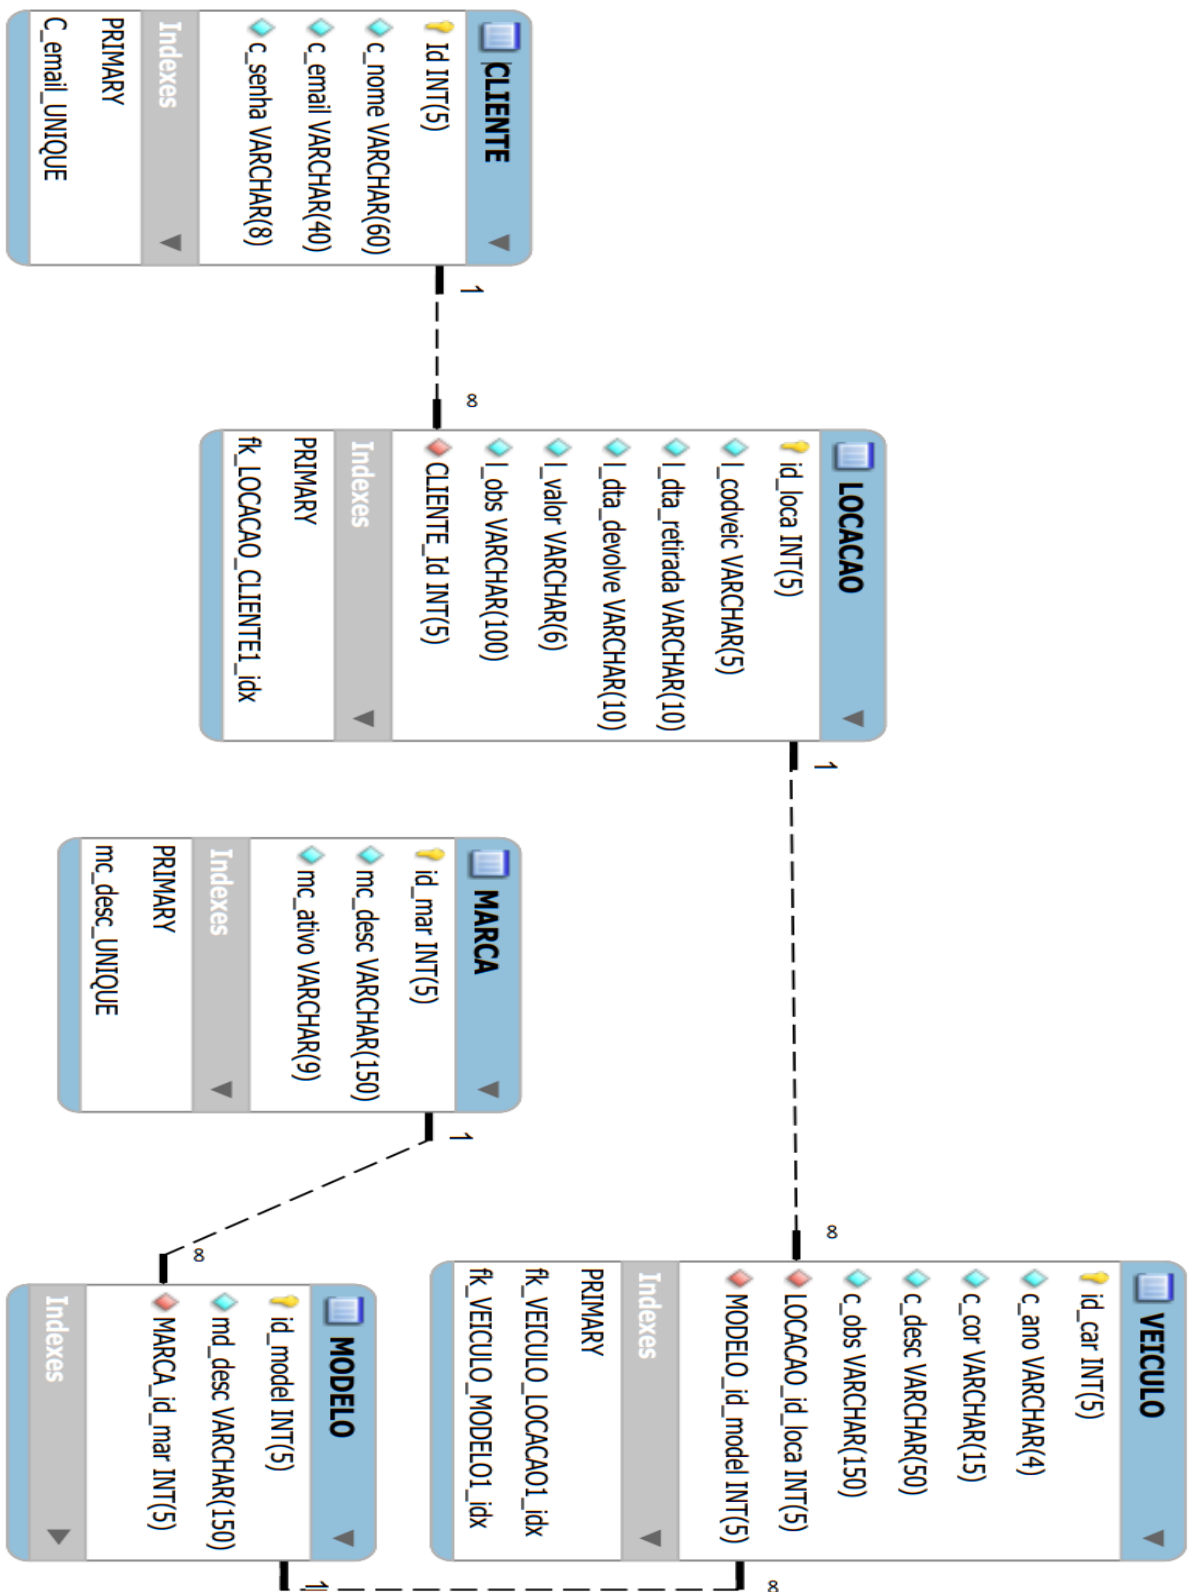 CLIENTE
Id INT(5)
c_nome VARCHAR(60)
c_email VARCHAR(40)
c_senha VARCHAR(8)
Indexes
PRIMARY
C_email_UNIQUE
1
∞
LOCACAO
id_loca INT(5)
l_codveic VARCHAR(5)
l_dta_retirada VARCHAR(10)
l_dta_devolve VARCHAR(10)
l_valor VARCHAR(6)
l_obs VARCHAR(100)
CLIENTE_Id INT(5)
Indexes
PRIMARY
fk_LOCACAO_CLIENTE1_idx
1
∞
VEICULO
id_car INT(5)
c_ano VARCHAR(4)
c_cor VARCHAR(15)
c_desc VARCHAR(50)
c_obs VARCHAR(150)
LOCACAO_id_loca INT(5)
MODELO_id_model INT(5)
Indexes
PRIMARY
fk_VEICULO_LOCACAO1_idx
fk_VEICULO_MODELO1_idx
∞
MARCA
id_mar INT(5)
mc_desc VARCHAR(150)
mc_ativo VARCHAR(9)
Indexes
PRIMARY
mc_desc_UNIQUE
1
∞
MODELO
id_model INT(5)
md_desc VARCHAR(150)
MARCA_id_mar INT(5)
Indexes
1